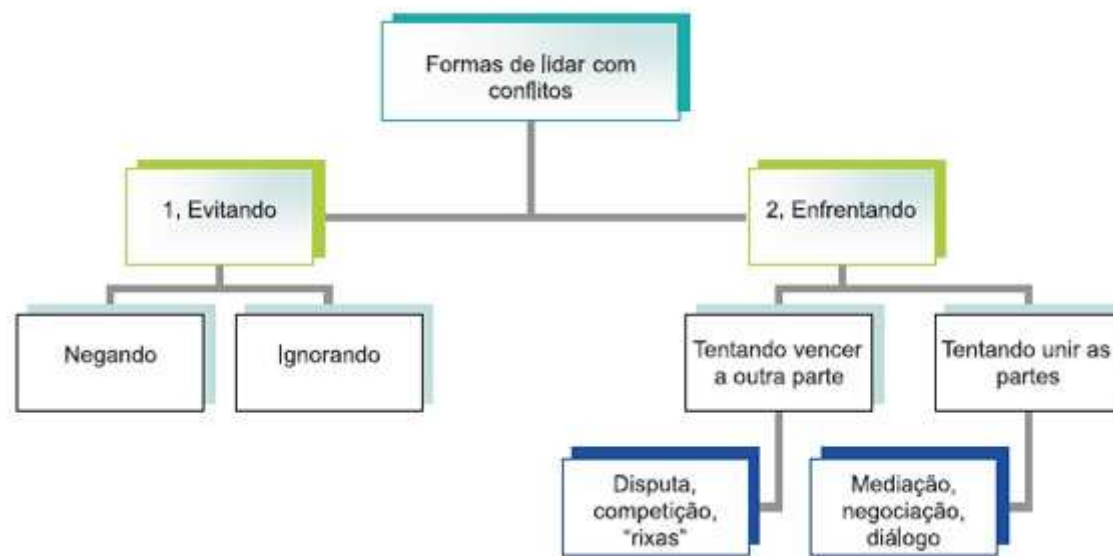 Formas de lidar com
conflitos
1, Evitando
2, Enfrentando
Negando
Ignorando
Tentando vencer
a outra parte
Tentando unir as
partes
Disputa,
competição,
"rixas"
Mediação,
negociação,
diálogo